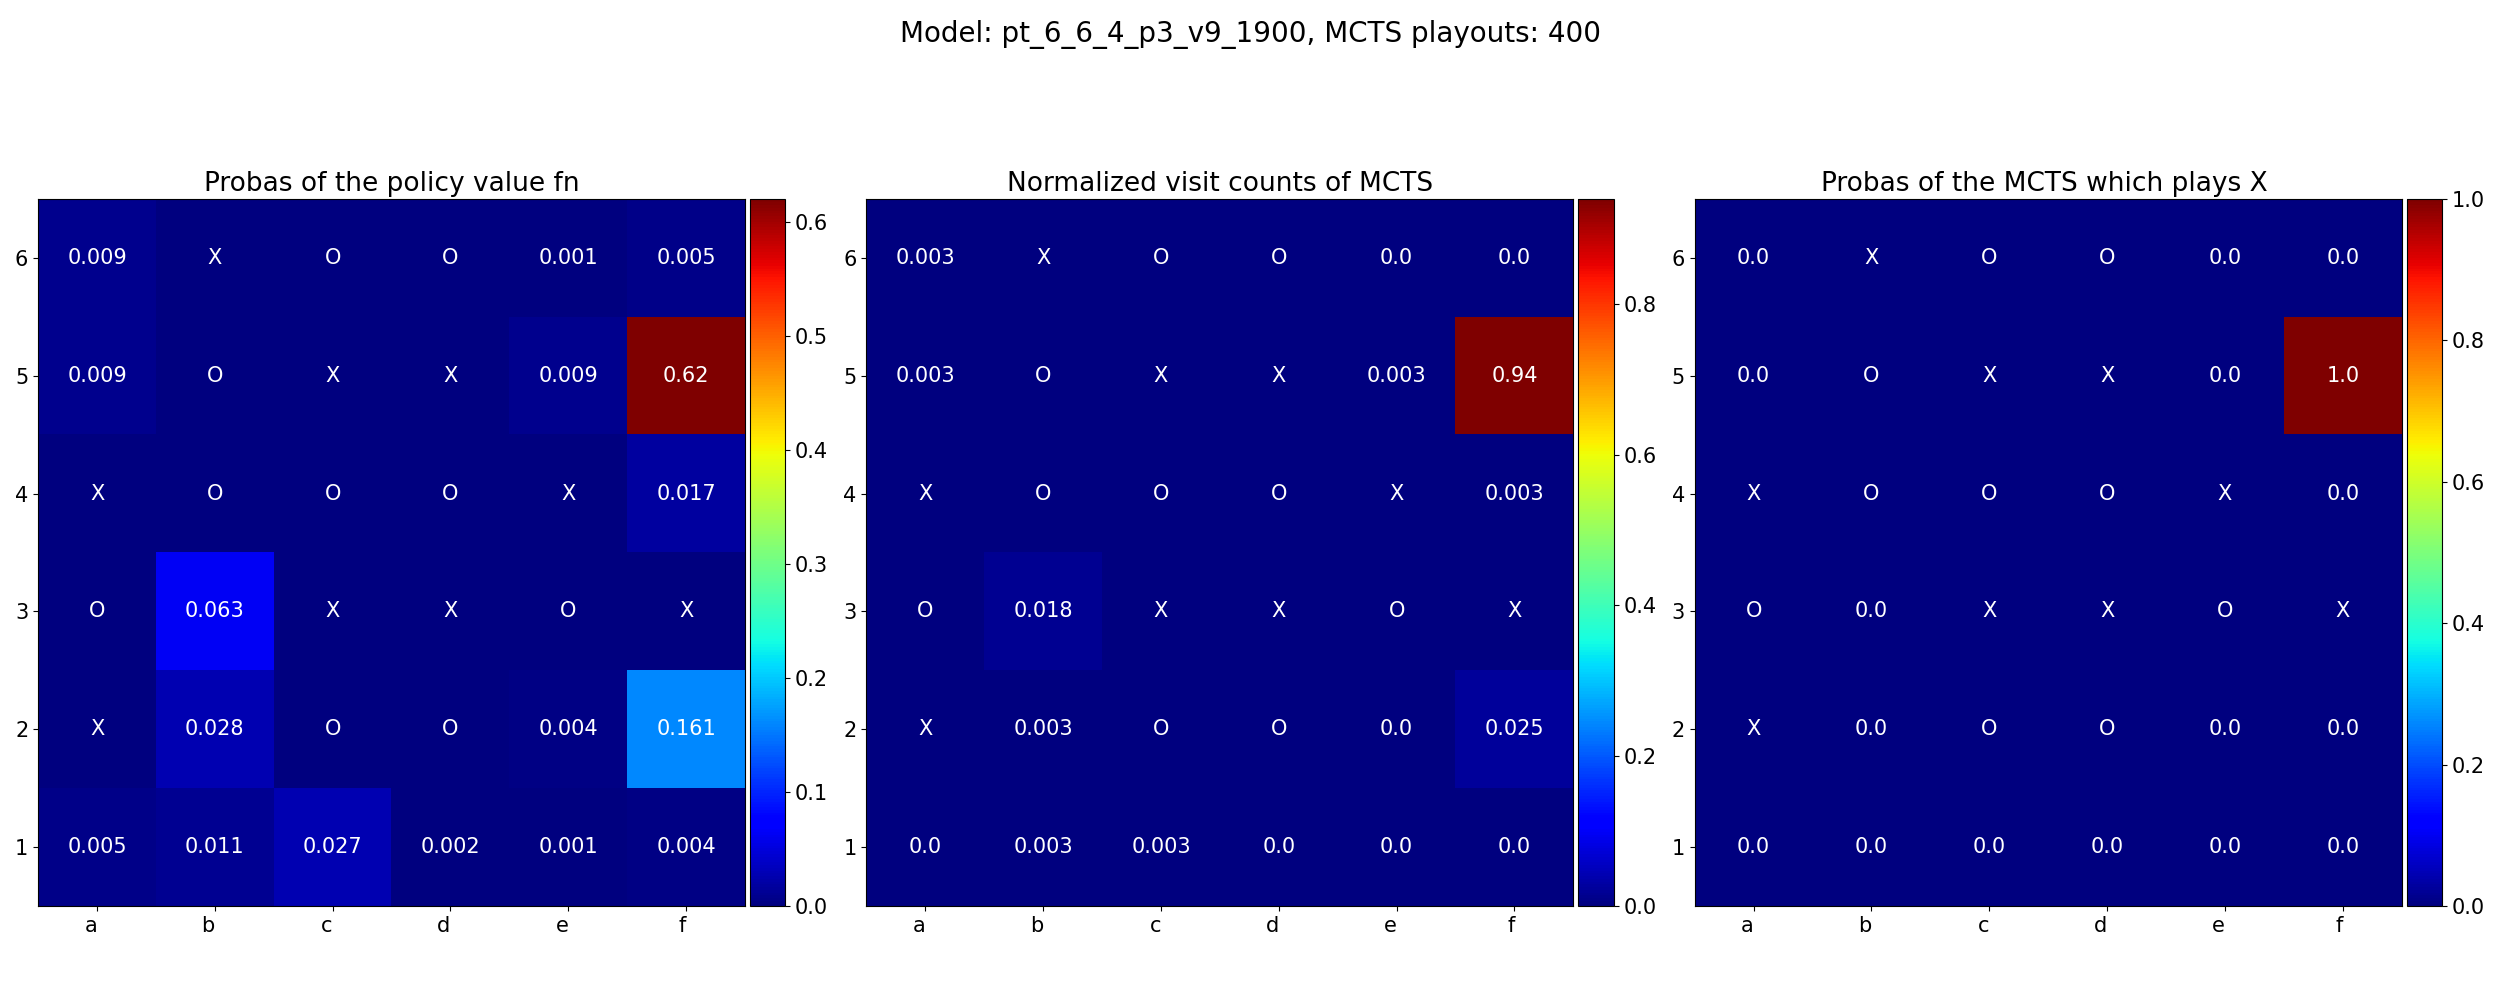 Model: pt_6_6_4_p3_v9_1900, MCTS playouts: 400
Probas of the policy value fn
6 0.009 X O O 0.001 0.005
5 0.009 O X X 0.009 0.62
4 X O O O X 0.017
3 O 0.063 X X O X
2 X 0.028 O O 0.004 0.161
1 0.005 0.011 0.027 0.002 0.001 0.004
a b c d e f
0.6
0.5
0.4
0.3
0.2
0.1
0.0
Normalized visit counts of MCTS
6 0.003 X O O 0.0 0.0
5 0.003 O X X 0.003 0.94
4 X O O O X 0.003
3 O 0.018 X X O X
2 X 0.003 O O 0.0 0.025
1 0.0 0.003 0.003 0.0 0.0 0.0
a b c d e f
0.8
0.6
0.4
0.2
0.0
Probas of the MCTS which plays X
6 0.0 X O O 0.0 0.0
5 0.0 O X X 0.0 1.0
4 X O O O X 0.0
3 O 0.0 X X O X
2 X 0.0 O O 0.0 0.0
1 0.0 0.0 0.0 0.0 0.0 0.0
a b c d e f
1.0
0.8
0.6
0.4
0.2
0.0